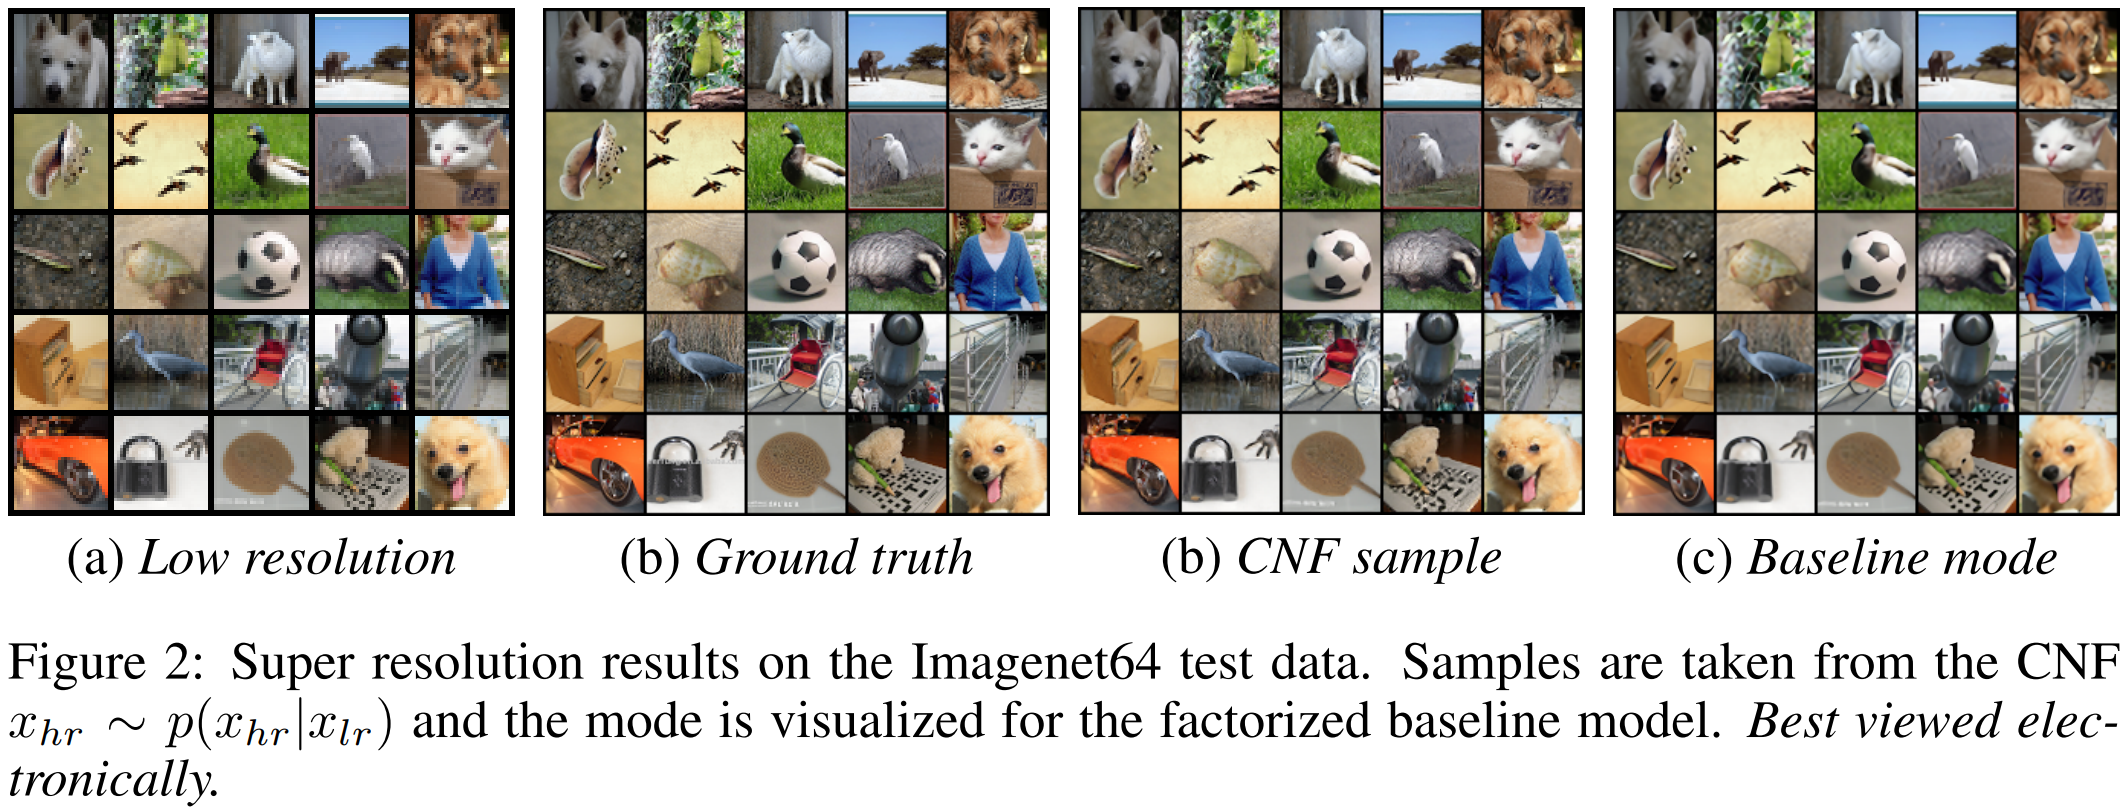 (a) Low resolution
(b) Ground truth
(b) CNF sample
(c) Baseline mode
Figure 2: Super resolution results on the Imagenet64 test data. Samples are taken from the CNF
x_{hr} ∼ p(x_{hr}|x_{lr}) and the mode is visualized for the factorized baseline model. Best viewed elec-
tronically.